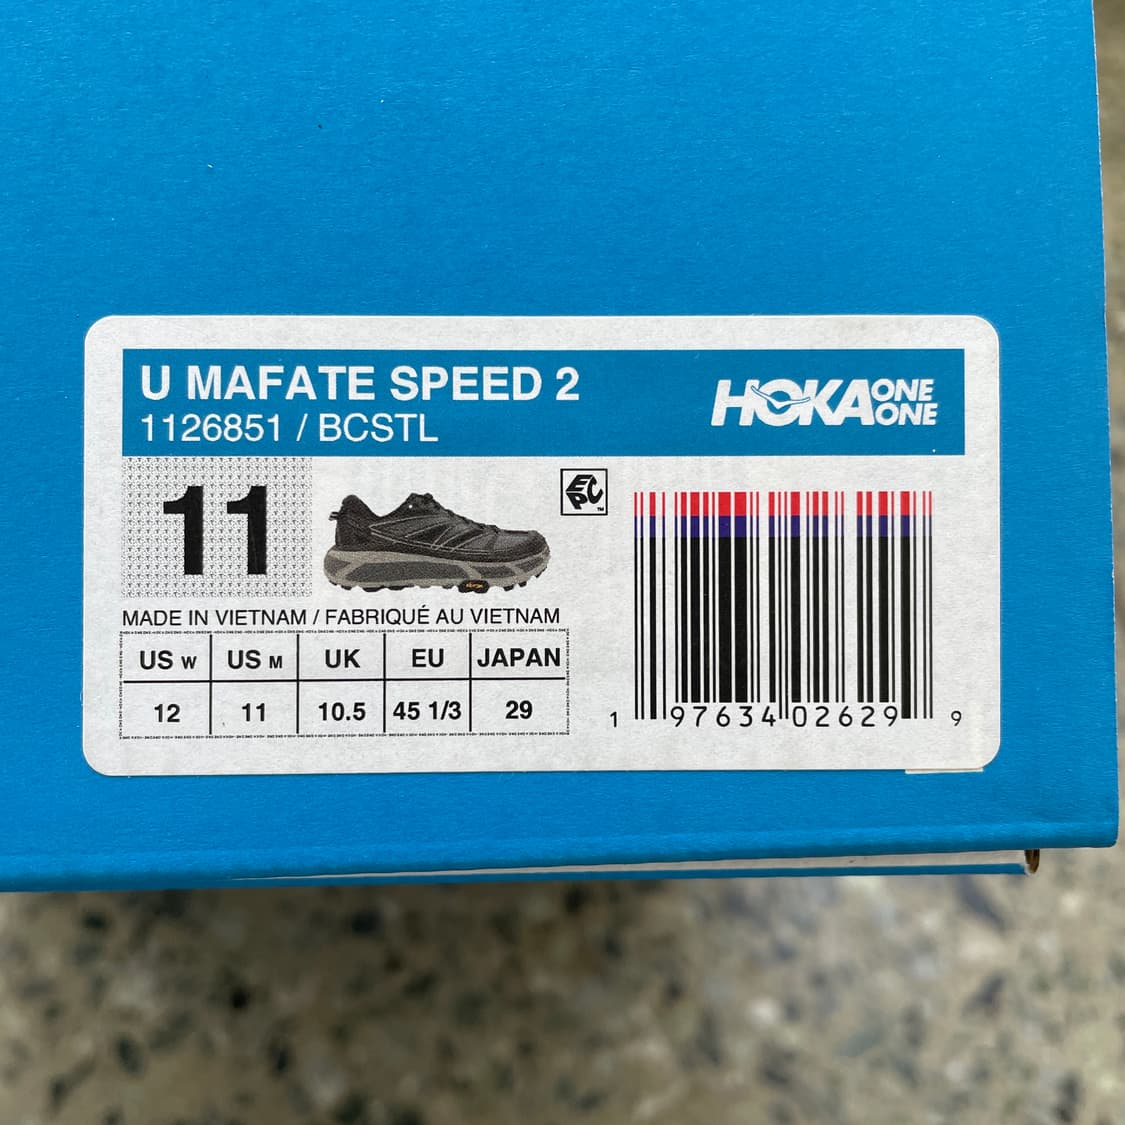 U MAFATE SPEED 2
1126851 / BCSTL
HOKA ONE ONE
11
EPC™
MADE IN VIETNAM / FABRIQUÉ AU VIETNAM
US W US M UK EU JAPAN
12 11 10.5 45 1/3 29
1 97634 02629 9